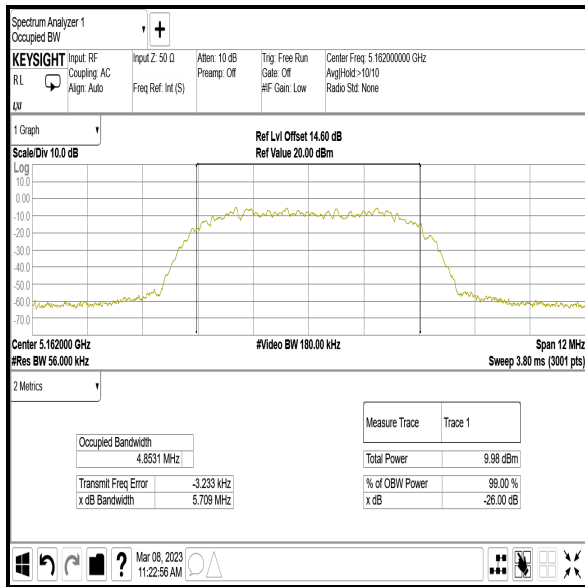 Spectrum Analyzer 1
Occupied BW
KEYSIGHT
RL
LXI
Input: RF
Coupling: AC
Align: Auto
Input Z: 50 Ω
Freq Ref: Int (S)
Atten: 10 dB
Preamp: Off
Trig: Free Run
Gate: Off
#IF Gain: Low
Center Freq: 5.162000000 GHz
Avg|Hold:>10/10
Radio Std: None
1 Graph
Scale/Div 10.0 dB
Ref Lvl Offset 14.60 dB
Ref Value 20.00 dBm
Log
10.0
0.00
-10.0
-20.0
-30.0
-40.0
-50.0
-60.0
-70.0
Center 5.162000 GHz
#Video BW 180.00 kHz
Span 12 MHz
#Res BW 56.000 kHz
Sweep 3.80 ms (3001 pts)
2 Metrics
Occupied Bandwidth
4.8531 MHz
Transmit Freq Error -3.233 kHz
x dB Bandwidth 5.709 MHz
Measure Trace Trace 1
Total Power 9.98 dBm
% of OBW Power 99.00 %
x dB -26.00 dB
?
Mar 08, 2023
11:22:56 AM